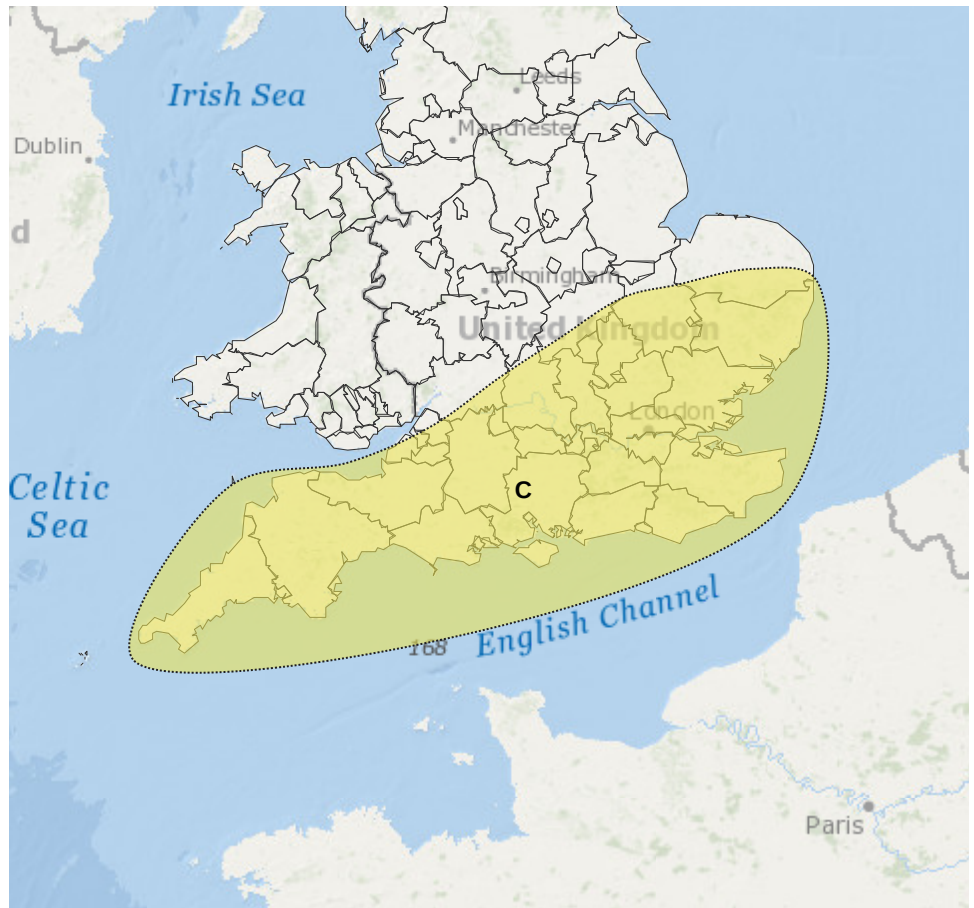 Leeds
Irish Sea
Manchester
Dublin
d
Birmingham
United Kingdom
London
Celtic
Sea
C
English Channel
168
Paris